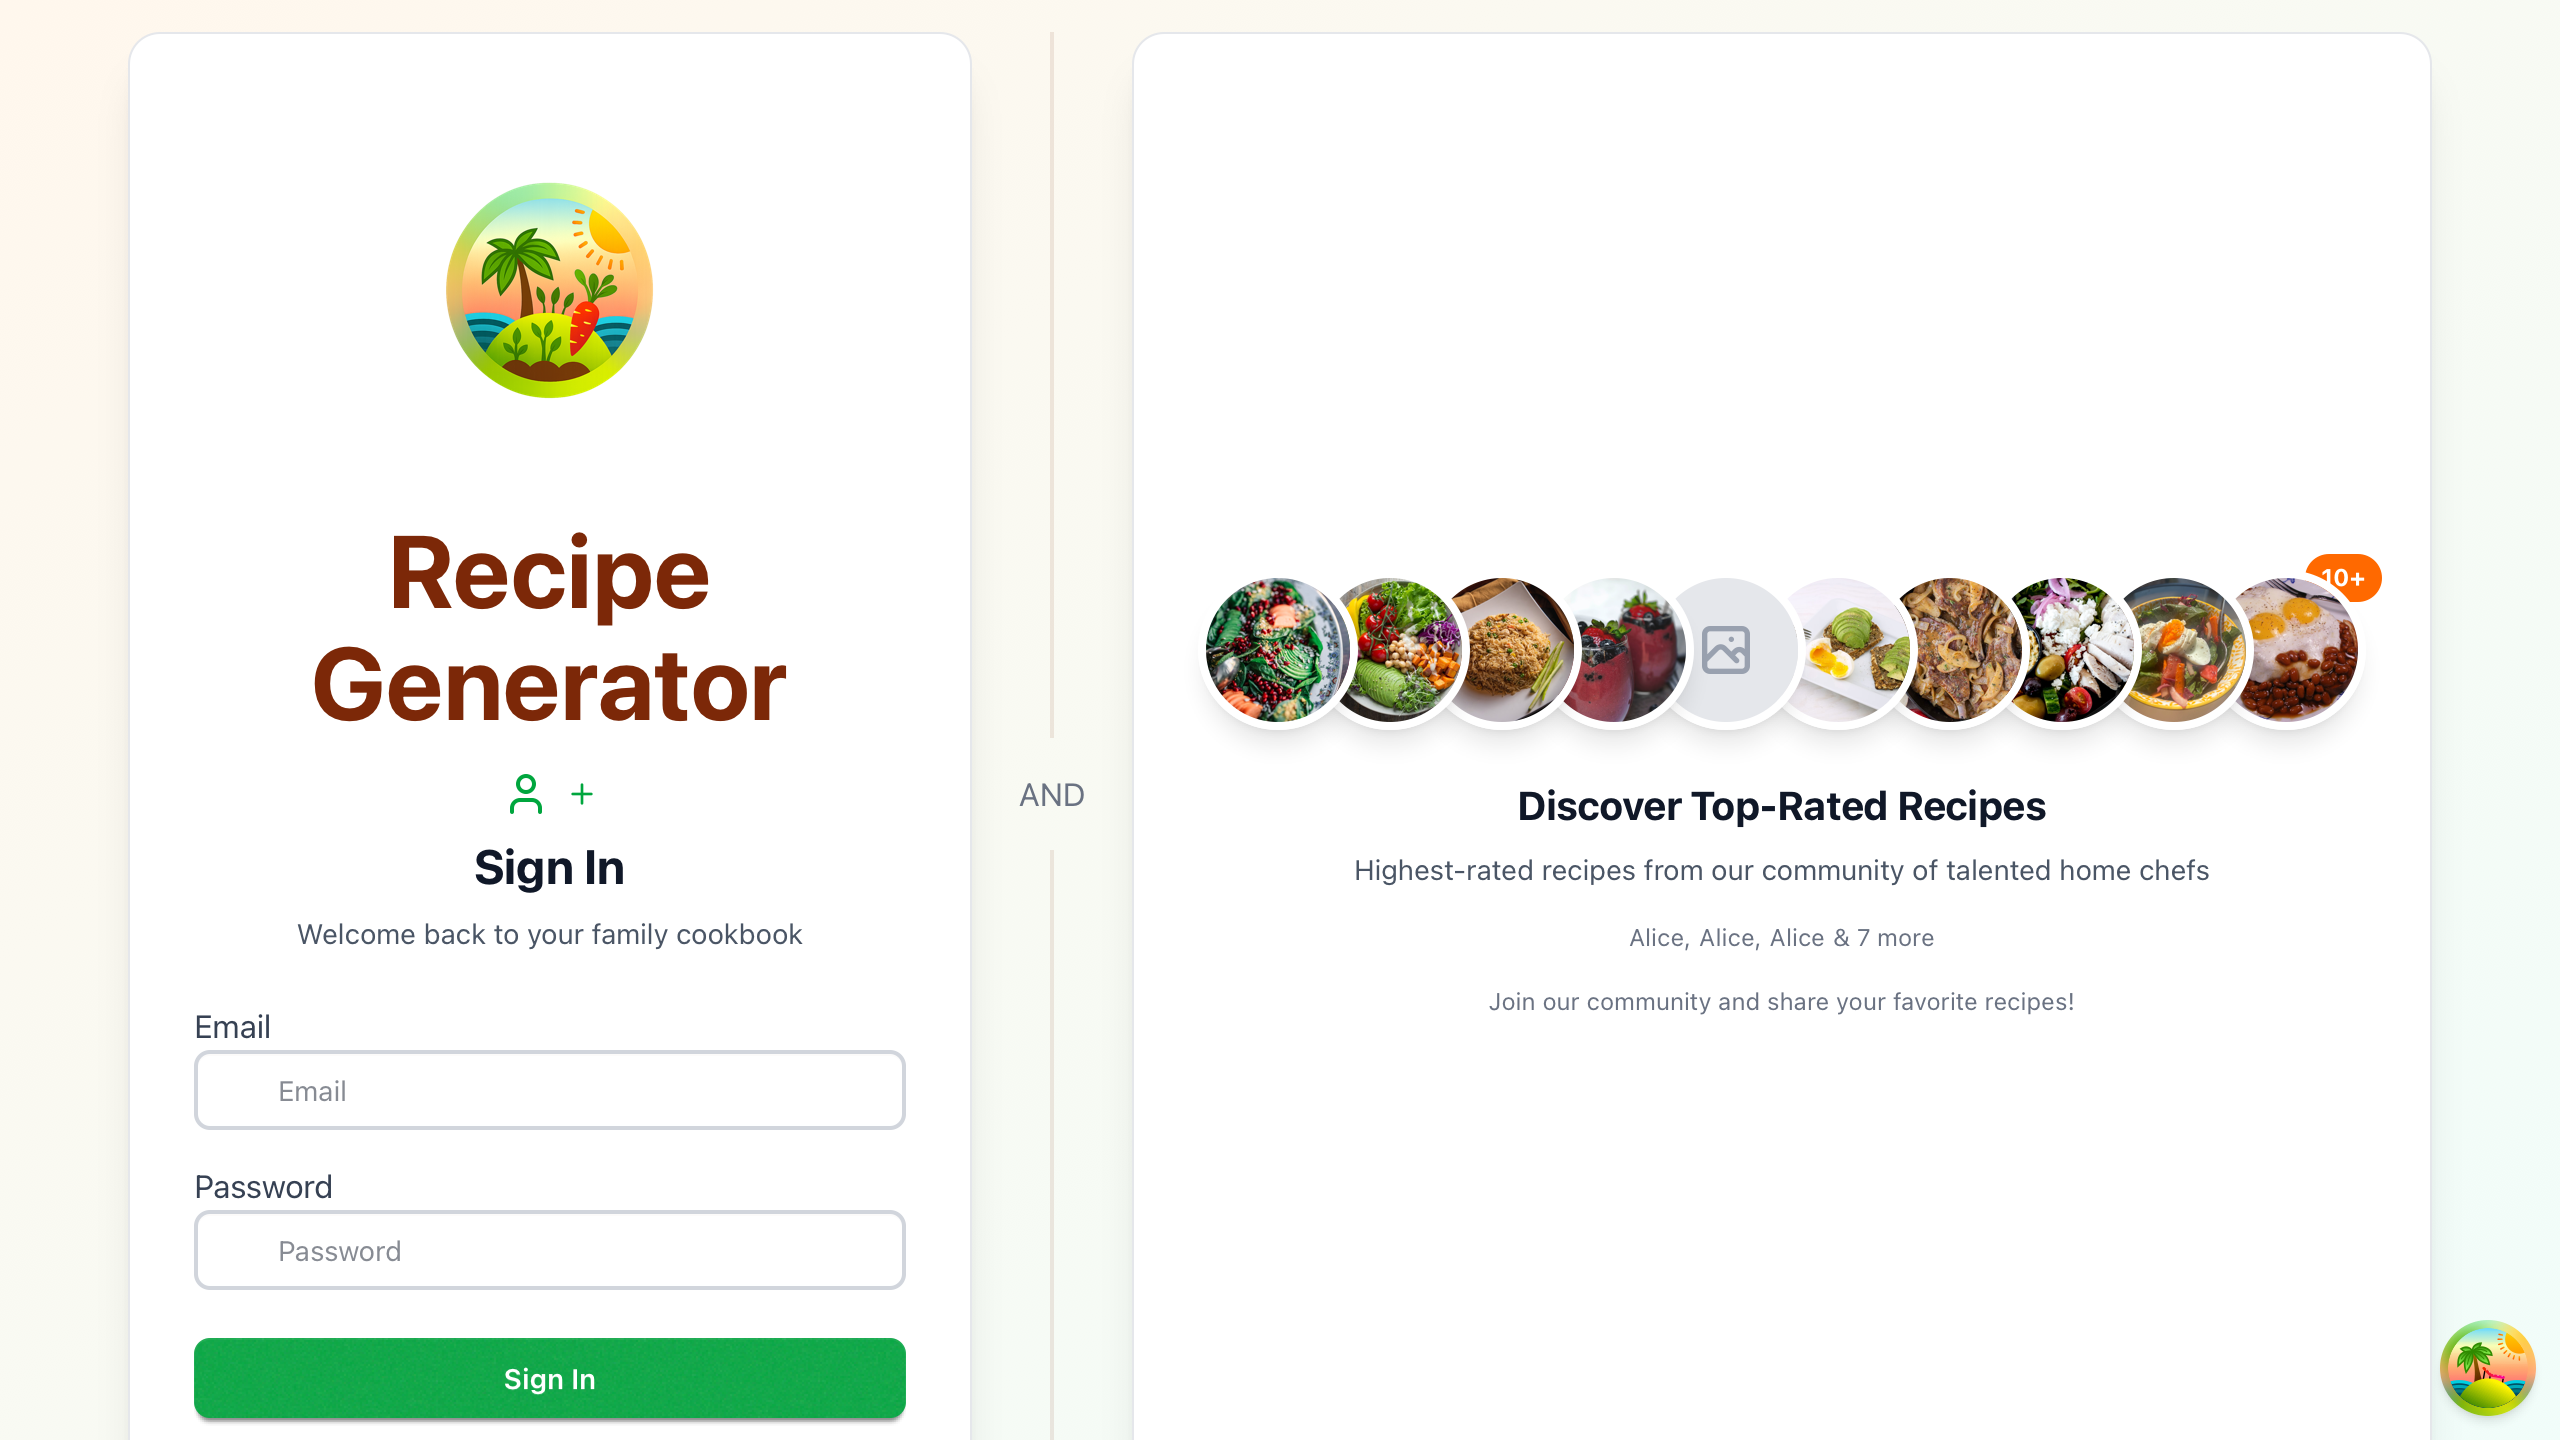 Recipe
Generator
Sign In
Welcome back to your family cookbook
Email
Email
Password
Password
Sign In
AND
10+
Discover Top-Rated Recipes
Highest-rated recipes from our community of talented home chefs
Alice, Alice, Alice & 7 more
Join our community and share your favorite recipes!